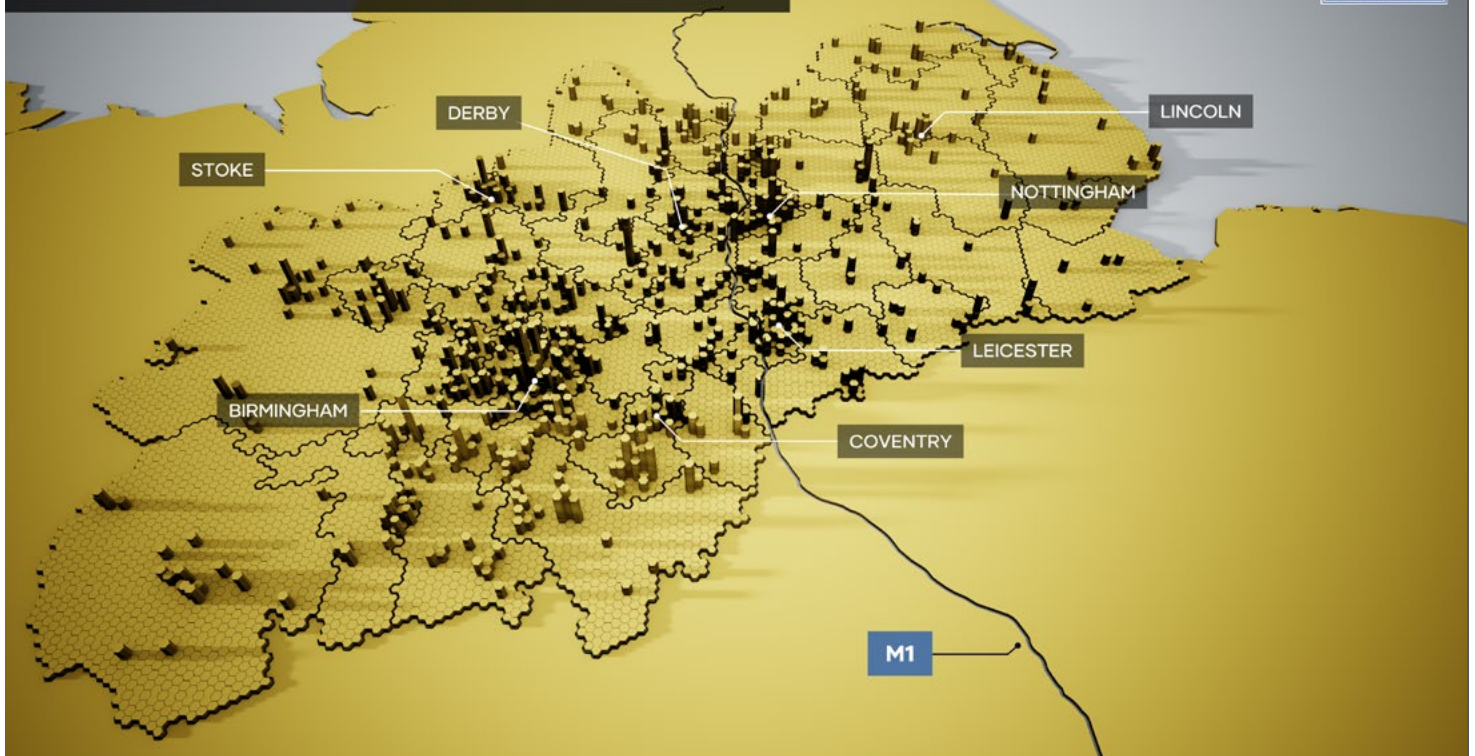 DERBY
LINCOLN
STOKE
NOTTINGHAM
LEICESTER
BIRMINGHAM
COVENTRY
M1